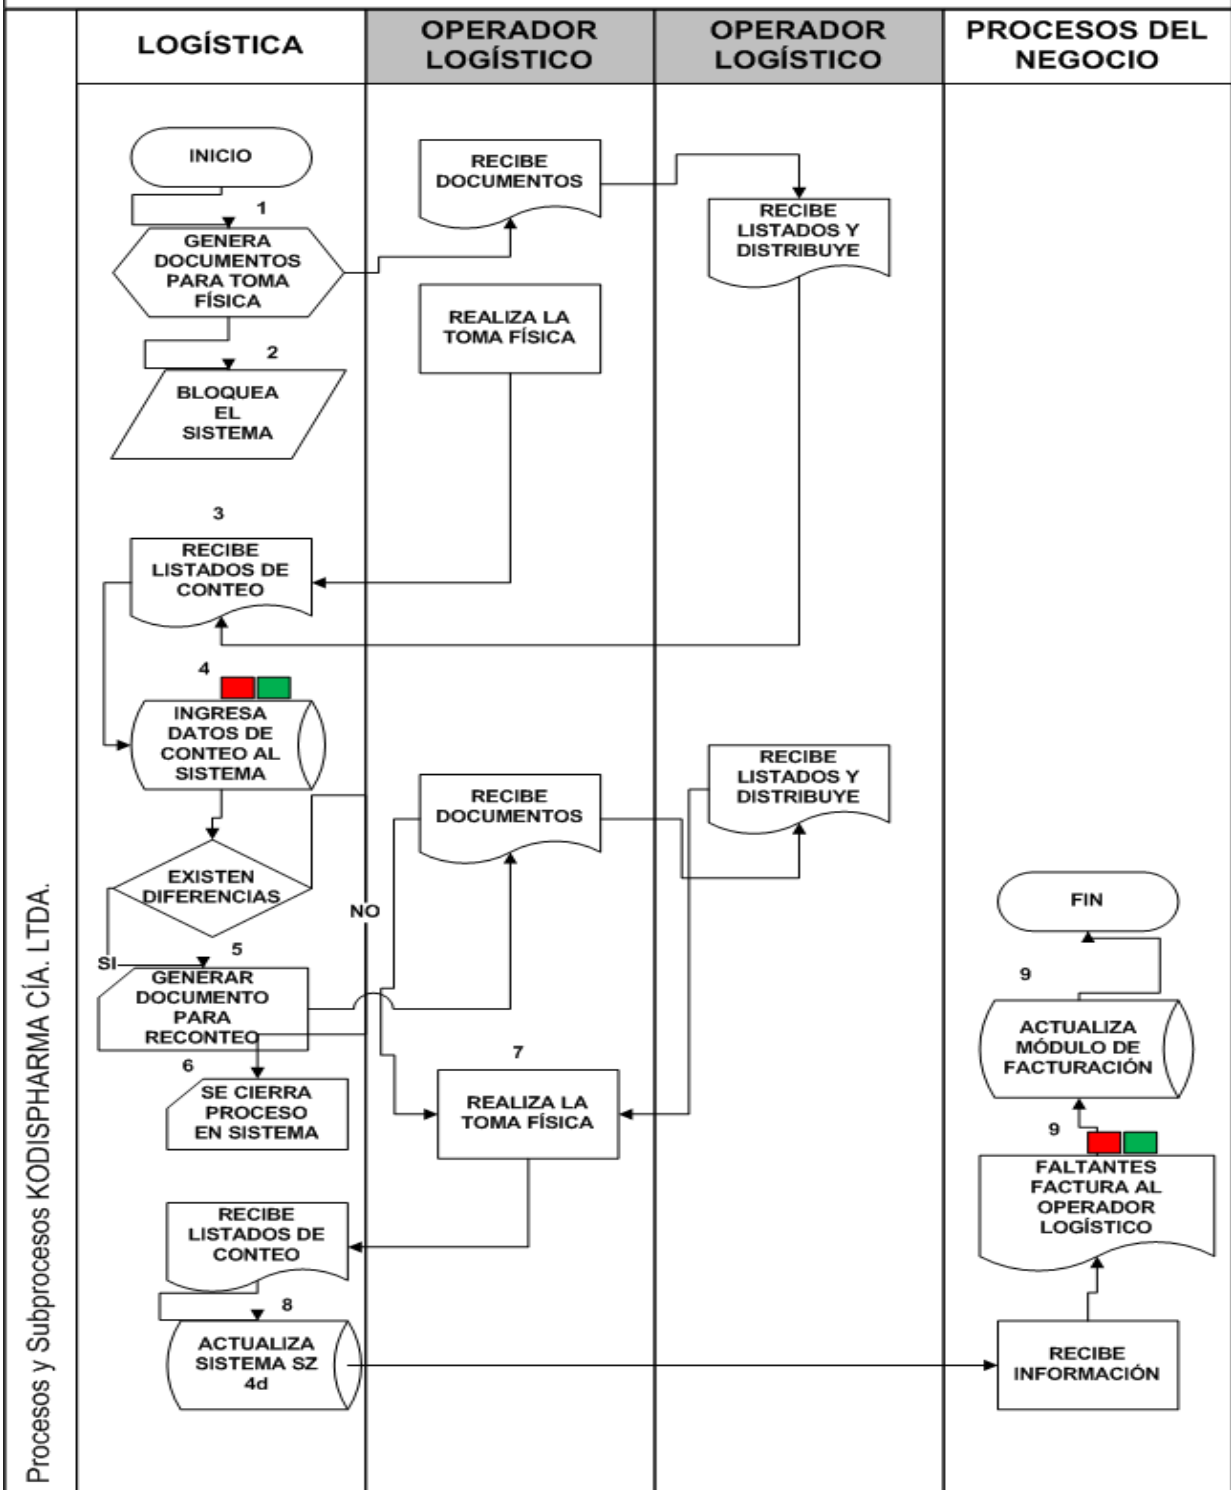 LOGÍSTICA
OPERADOR
LOGÍSTICO
OPERADOR
LOGÍSTICO
PROCESOS DEL
NEGOCIO
Procesos y Subprocesos KODISPHARMA CÍA. LTDA.
INICIO
1
GENERA
DOCUMENTOS
PARA TOMA
FÍSICA
RECIBE
DOCUMENTOS
RECIBE
LISTADOS Y
DISTRIBUYE
2
BLOQUEA
EL
SISTEMA
REALIZA LA
TOMA FÍSICA
3
RECIBE
LISTADOS DE
CONTEO
4
INGRESA
DATOS DE
CONTEO AL
SISTEMA
RECIBE
DOCUMENTOS
RECIBE
LISTADOS Y
DISTRIBUYE
EXISTEN
DIFERENCIAS
NO
SI
5
GENERAR
DOCUMENTO
PARA
RECONTEO
6
SE CIERRA
PROCESO
EN SISTEMA
7
REALIZA LA
TOMA FÍSICA
RECIBE
LISTADOS DE
CONTEO
8
ACTUALIZA
SISTEMA SZ
4d
FIN
9
ACTUALIZA
MÓDULO DE
FACTURACIÓN
9
FALTANTES
FACTURA AL
OPERADOR
LOGÍSTICO
RECIBE
INFORMACIÓN